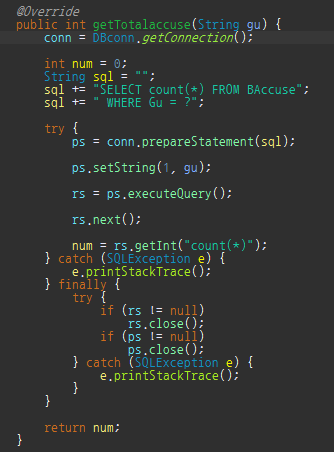 @Override
public int getTotalaccuse(String gu) {
    conn = DBconn.getConnection();

    int num = 0;
    String sql = "";
    sql += "SELECT count(*) FROM BAccuse";
    sql += " WHERE Gu = ?";

    try {
        ps = conn.prepareStatement(sql);

        ps.setString(1, gu);

        rs = ps.executeQuery();

        rs.next();

        num = rs.getInt("count(*)");
    } catch (SQLException e) {
        e.printStackTrace();
    } finally {
        try {
            if (rs != null)
                rs.close();
            if (ps != null)
                ps.close();
        } catch (SQLException e) {
            e.printStackTrace();
        }
    }

    return num;
}